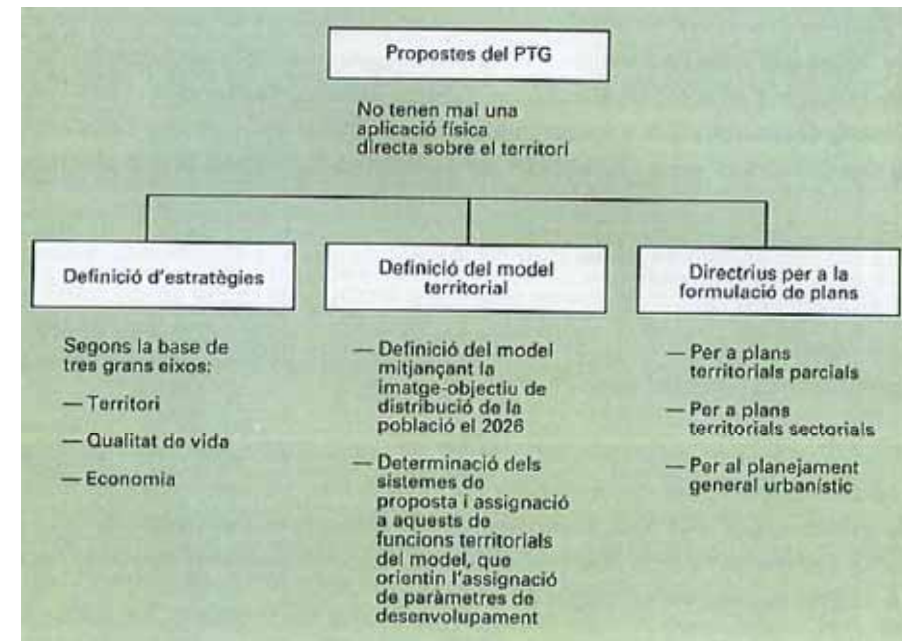 Propostes del PTG
No tenen mai una
aplicació física
directa sobre el territori
Definició d'estratègies
Segons la base de
tres grans eixos:
— Territori
— Qualitat de vida
— Economia
Definició del model
territorial
— Definició del model
mitjançant la
imatge-objectiu de
distribució de la
població el 2026
— Determinació dels
sistemes de
proposta i assignació
a aquests de
funcions territorials
del model, que
orientin l'assignació
de paràmetres de
desenvolupament
Directrius per a la
formulació de plans
— Per a plans
territorials parcials
— Per a plans
territorials sectorials
— Per al planejament
general urbanístic